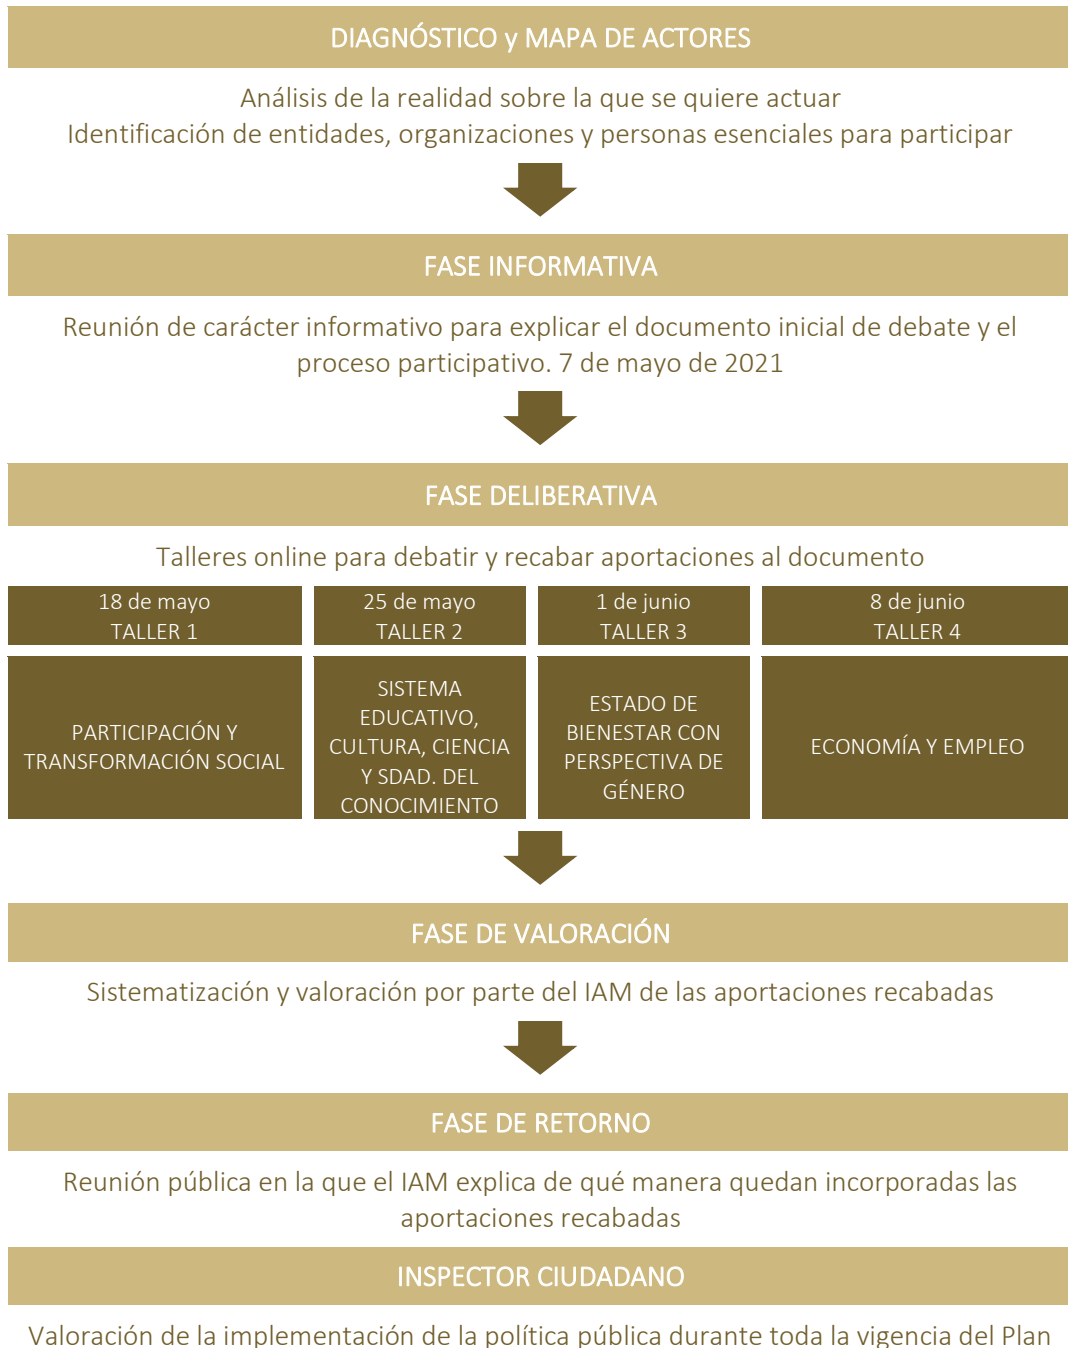 DIAGNÓSTICO y MAPA DE ACTORES
Análisis de la realidad sobre la que se quiere actuar
Identificación de entidades, organizaciones y personas esenciales para participar
FASE INFORMATIVA
Reunión de carácter informativo para explicar el documento inicial de debate y el
proceso participativo. 7 de mayo de 2021
FASE DELIBERATIVA
Talleres online para debatir y recabar aportaciones al documento
18 de mayo
TALLER 1
25 de mayo
TALLER 2
1 de junio
TALLER 3
8 de junio
TALLER 4
PARTICIPACIÓN Y
TRANSFORMACIÓN SOCIAL
SISTEMA
EDUCATIVO,
CULTURA, CIENCIA
Y SDAD. DEL
CONOCIMIENTO
ESTADO DE
BIENESTAR CON
PERSPECTIVA DE
GÉNERO
ECONOMÍA Y EMPLEO
FASE DE VALORACIÓN
Sistematización y valoración por parte del IAM de las aportaciones recabadas
FASE DE RETORNO
Reunión pública en la que el IAM explica de qué manera quedan incorporadas las
aportaciones recabadas
INSPECTOR CIUDADANO
Valoración de la implementación de la política pública durante toda la vigencia del Plan